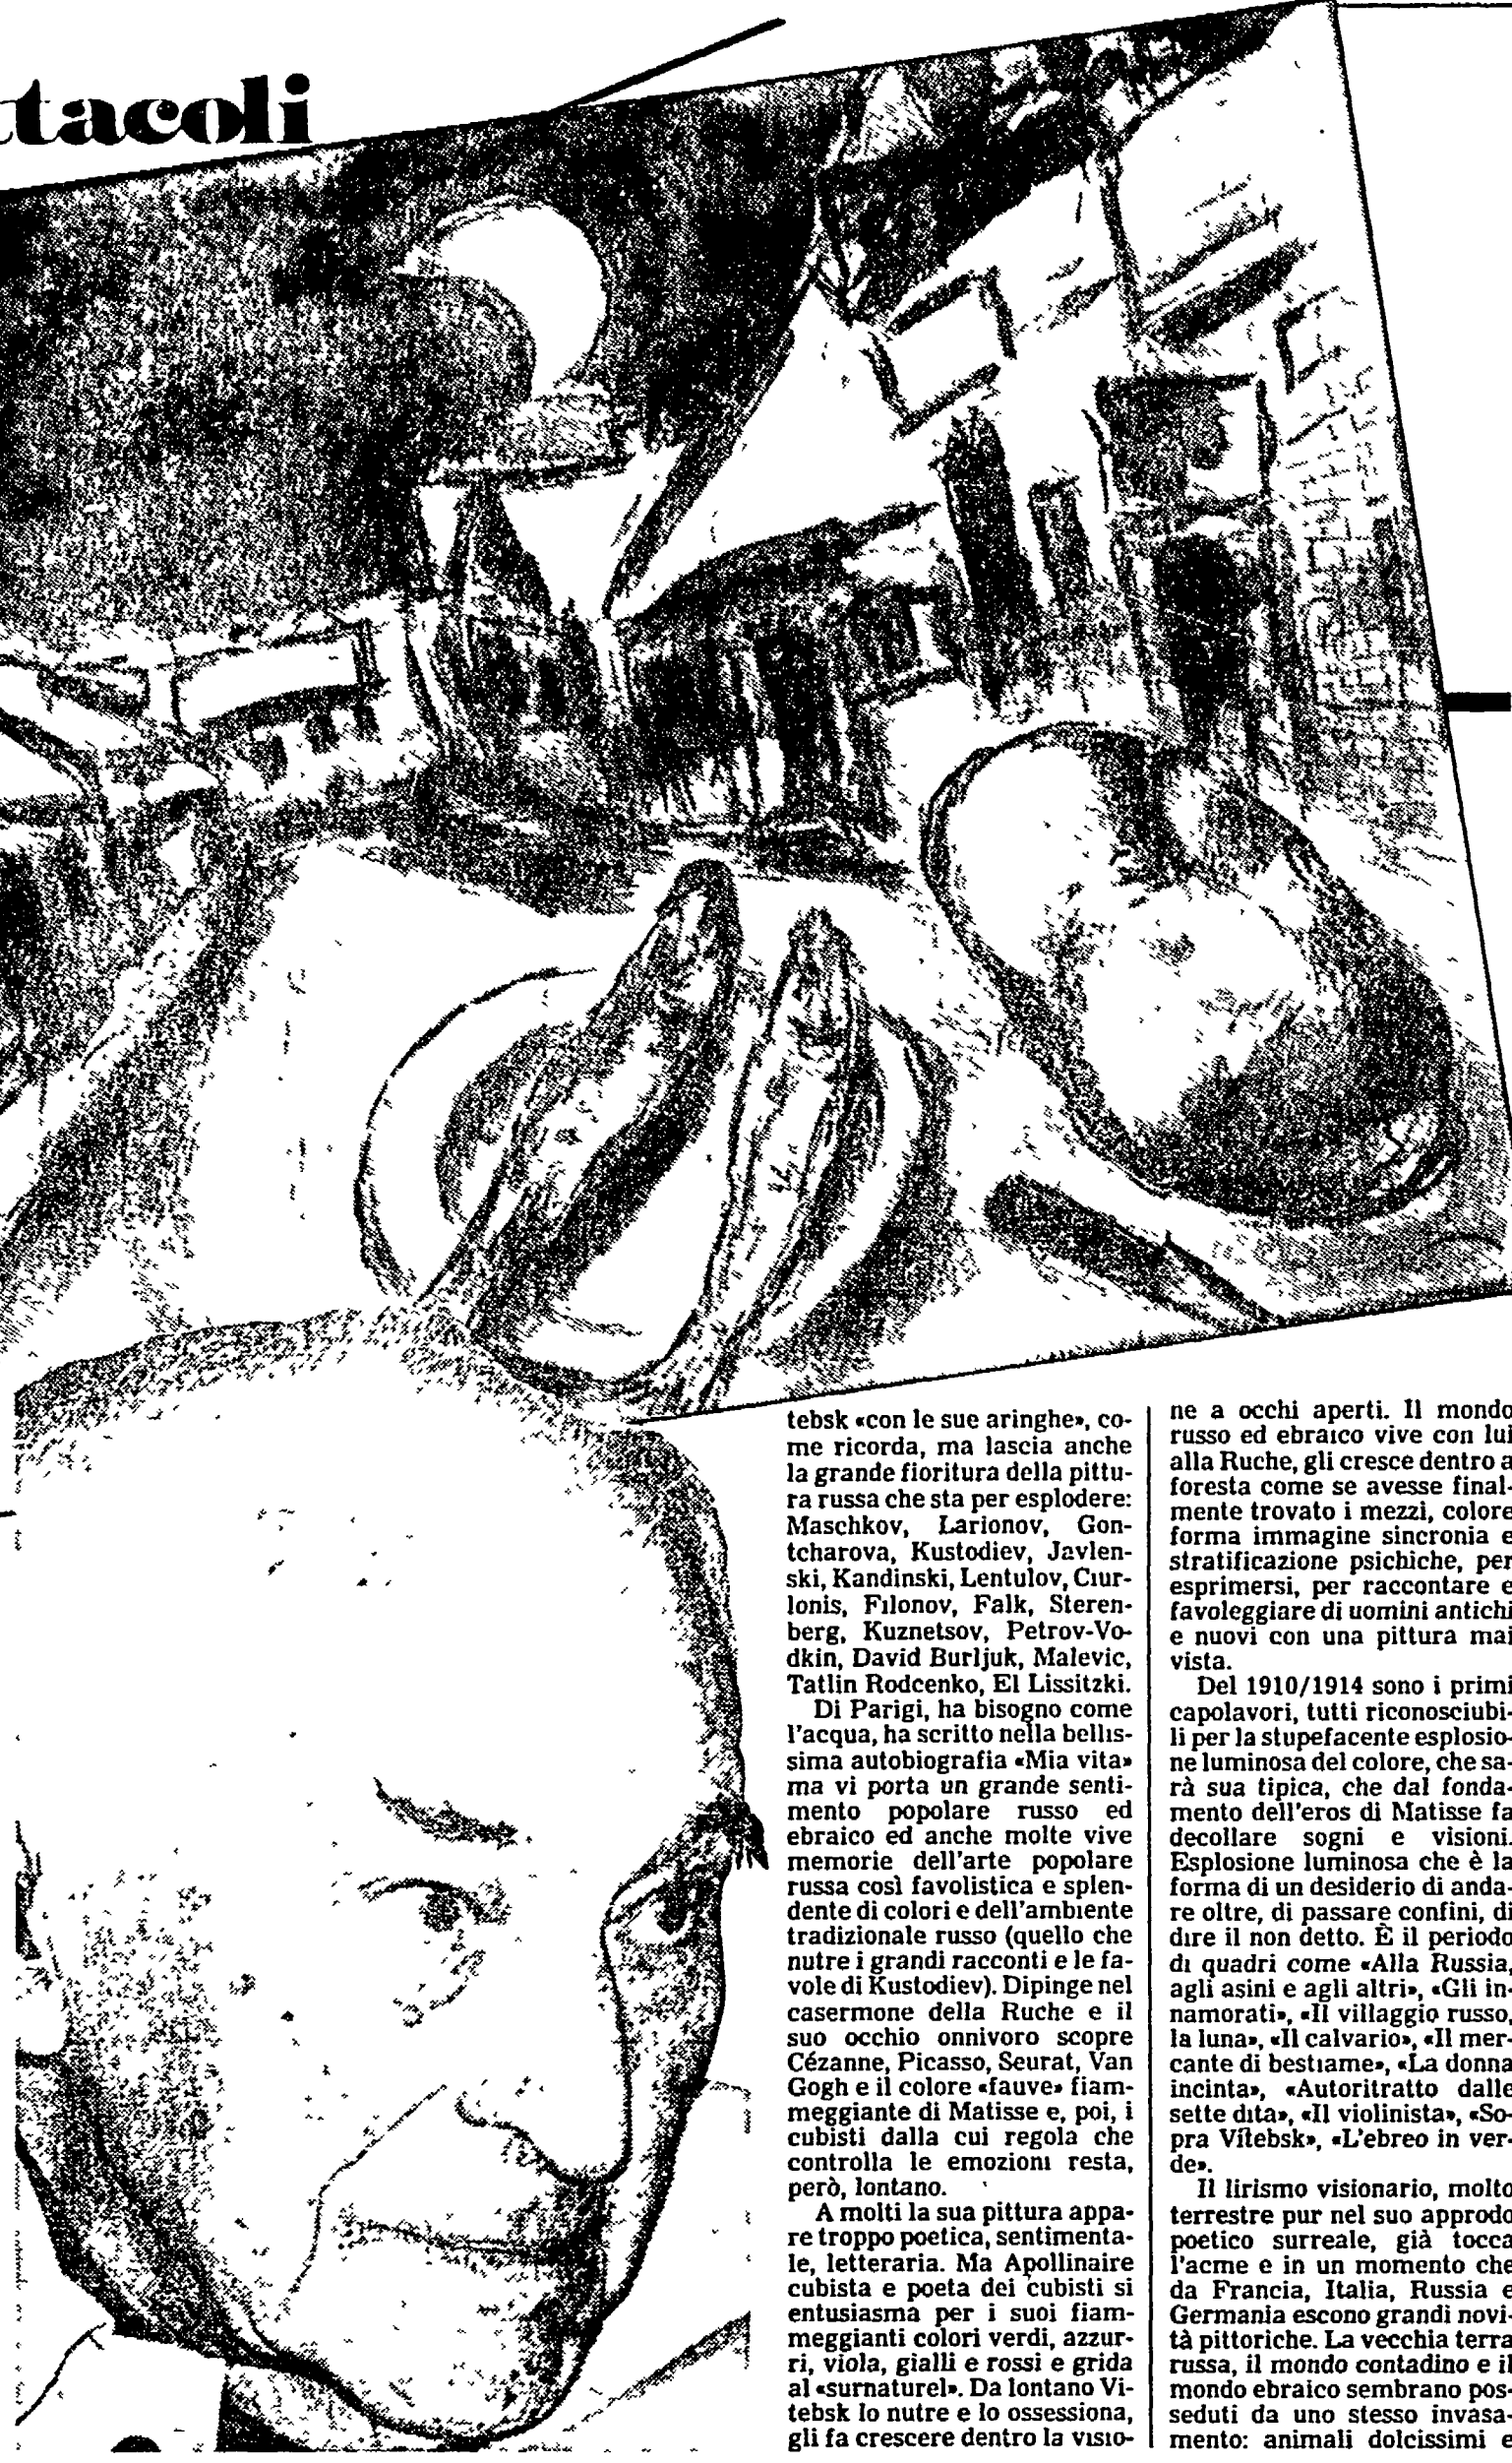 tacoli
tebsk «con le sue aringhe», co-
me ricorda, ma lascia anche
la grande fioritura della pittu-
ra russa che sta per esplodere:
Maschkov, Larionov, Gon-
tcharova, Kustodiev, Javlen-
ski, Kandinski, Lentulov, Ciur-
lonis, Filonov, Falk, Steren-
berg, Kuznetsov, Petrov-Vo-
dkin, David Burljuk, Malevic,
Tatlin Rodcenko, El Lissitzki.
Di Parigi, ha bisogno come
l'acqua, ha scritto nella bellis-
sima autobiografia «Mia vita»
ma vi porta un grande senti-
mento popolare russo ed
ebraico ed anche molte vive
memorie dell'arte popolare
russa così favolistica e splen-
dente di colori e dell'ambiente
tradizionale russo (quello che
nutre i grandi racconti e le fa-
vole di Kustodiev). Dipinge nel
casermone della Ruche e il
suo occhio onnivoro scopre
Cézanne, Picasso, Seurat, Van
Gogh e il colore «fauve» fiam-
meggiante di Matisse e, poi, i
cubisti dalla cui regola che
controlla le emozioni resta,
però, lontano.
A molti la sua pittura appa-
re troppo poetica, sentimenta-
le, letteraria. Ma Apollinaire
cubista e poeta dei cubisti si
entusiasma per i suoi fiam-
meggianti colori verdi, azzur-
ri, viola, gialli e rossi e grida
al «surnaturel». Da lontano Vi-
tebsk lo nutre e lo ossessiona,
gli fa crescere dentro la visio-
ne a occhi aperti. Il mondo
russo ed ebraico vive con lui
alla Ruche, gli cresce dentro a
foresta come se avesse final-
mente trovato i mezzi, colore
forma immagine sincronia e
stratificazione psichiche, per
esprimersi, per raccontare e
favoleggiare di uomini antichi
e nuovi con una pittura mai
vista.
Del 1910/1914 sono i primi
capolavori, tutti riconosciubi-
li per la stupefacente esplosio-
ne luminosa del colore, che sa-
rà sua tipica, che dal fonda-
mento dell'eros di Matisse fa
decollare sogni e visioni.
Esplosione luminosa che è la
forma di un desiderio di anda-
re oltre, di passare confini, di
dire il non detto. È il periodo
di quadri come «Alla Russia,
agli asini e agli altri», «Gli in-
namorati», «Il villaggio russo,
la luna», «Il calvario», «Il mer-
cante di bestiame», «La donna
incinta», «Autoritratto dalle
sette dita», «Il violinista», «So-
pra Vitebsk», «L'ebreo in ver-
de».
Il lirismo visionario, molto
terrestre pur nel suo approdo
poetico surreale, già tocca
l'acme e in un momento che
da Francia, Italia, Russia e
Germania escono grandi novi-
tà pittoriche. La vecchia terra
russa, il mondo contadino e il
mondo ebraico sembrano pos-
seduti da uno stesso invasa-
mento: animali dolcissimi e